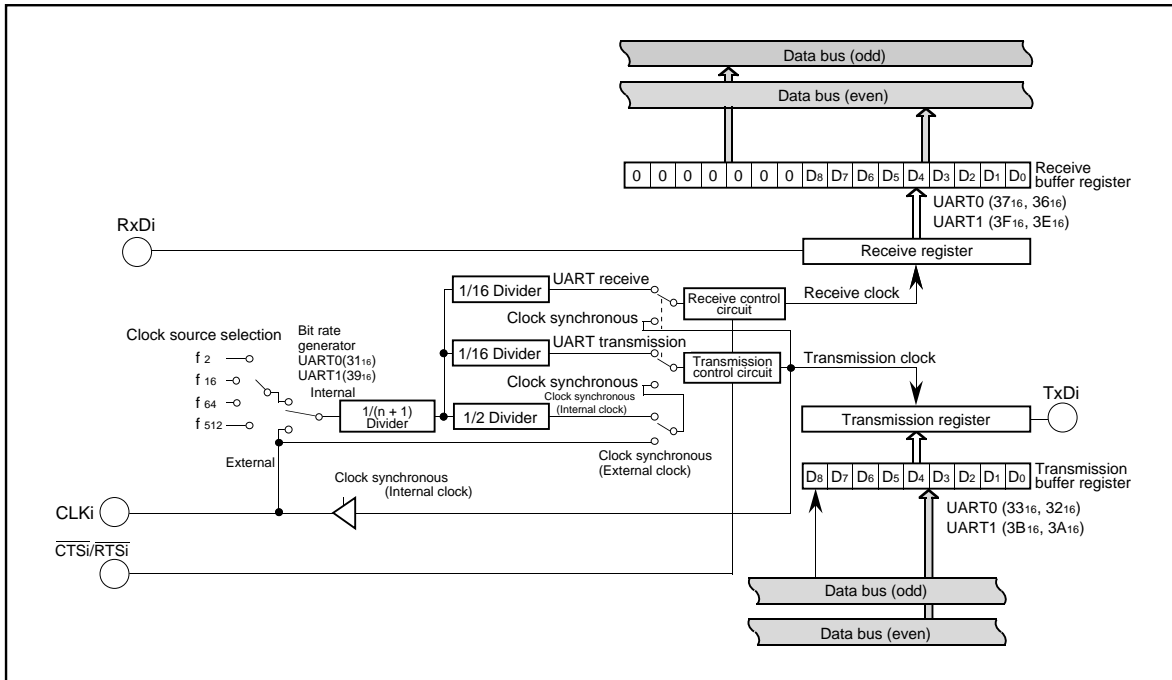 Data bus (odd)
Data bus (even)
0 0 0 0 0 0 0 D8 D7 D6 D5 D4 D3 D2 D1 D0
Receive
buffer register
UART0 (3716, 3616)
UART1 (3F16, 3E16)
RxDi
Receive register
1/16 Divider
UART receive
Receive control
circuit
Receive clock
Clock synchronous
Clock source selection
Bit rate
generator
UART0(3116)
UART1(3916)
Internal
f 2
f 16
f 64
f 512
1/16 Divider
UART transmission
Transmission
control circuit
Transmission clock
Clock synchronous
Clock synchronous
(Internal clock)
1/(n + 1)
Divider
1/2 Divider
TxDi
Transmission register
Clock synchronous
(External clock)
External
Clock synchronous
(Internal clock)
D8 D7 D6 D5 D4 D3 D2 D1 D0
Transmission
buffer register
UART0 (3316, 3216)
UART1 (3B16, 3A16)
CLKi
CTSi/RTSi
Data bus (odd)
Data bus (even)